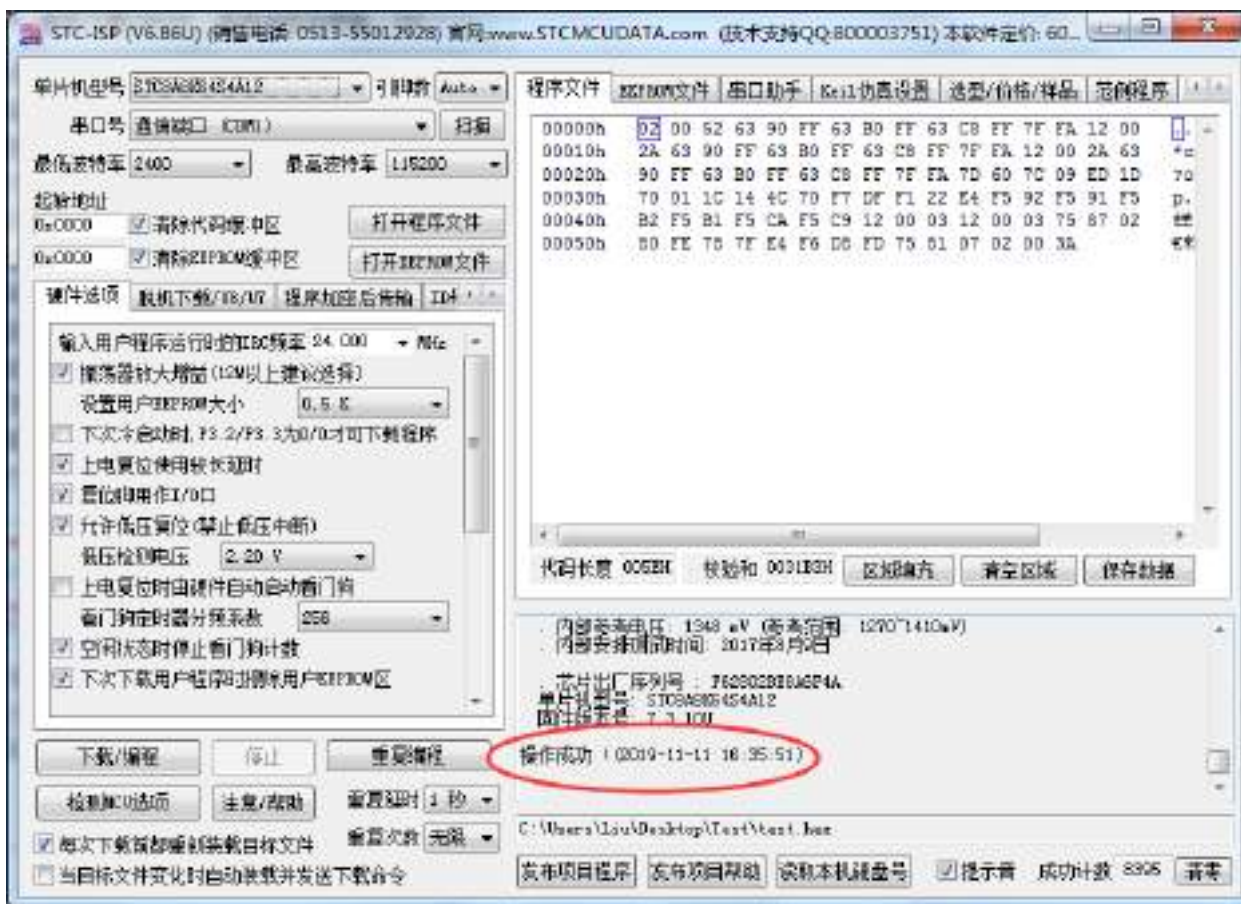 STC-ISP (V6.86U) (销售电话: 0513-55012928) 官网:www.STCMCUDATA.com (技术支持QQ:800003751) 本软件定价: 60...
单片机型号 STC8A8K64S4A12 引脚数 Auto
串口号 通信端口 (COM1) 扫描
最低波特率 2400 最高波特率 115200
起始地址
0x0000 清除代码缓冲区 打开程序文件
0x0000 清除EEPROM缓冲区 打开EEPROM文件
硬件选项 脱机下载/U8/U7 程序加密后传输
输入用户程序运行时的IRC频率 24.000 MHz
振荡器放大增益(12M以上建议选择)
设置用户EEPROM大小 0.5 K
下次冷启动时,P3.2/P3.3为0/0才可下载程序
上电复位使用较长延时
复位脚用作I/O口
允许低压复位(禁止低压中断)
低压检测电压 2.20 V
上电复位时由硬件自动启动看门狗
看门狗定时器分频系数 256
空闲状态时停止看门狗计数
下次下载用户程序时擦除用户EEPROM区
下载/编程 停止 重复编程
检测MCU选项 注意/帮助 重复延时 1 秒
每次下载前都重新装载目标文件 重复次数 无限
当目标文件变化时自动装载并发送下载命令
程序文件 EEPROM文件 串口助手 Keil仿真设置 选型/价格/样品 范例程序
00000h 02 00 52 63 90 FF 63 B0 FF 63 C8 FF 7F FA 12 00
00010h 2A 63 90 FF 63 B0 FF 63 C8 FF 7F FA 12 00 2A 63
00020h 90 FF 63 B0 FF 63 C8 FF 7F FA 7D 60 7C 09 ED 1D
00030h 70 01 1C 14 4C 70 F7 DF F1 22 E4 F5 92 F5 91 F5
00040h B2 F5 B1 F5 CA F5 C9 12 00 03 12 00 03 75 87 02
00050h 80 FE 78 7F E4 F6 D8 FD 75 81 07 02 00 3A
代码长度 005EH 校验和 区域填充 清空区域 保存数据
内部参考电压: 1348 mV (参考范围: 1270~1410mV)
内部安排测试时间: 2017年8月
芯片出厂序列号 :
单片机型号: STC8A8K64S4A12
固件版本号: 7.3.10U
操作成功 !(2019-11-11 16:35:51)
C:\Users\Liu\Desktop\Test\test.hex
发布项目程序 发布项目帮助 读取本机硬盘号 提示音 成功计数 8395 清零